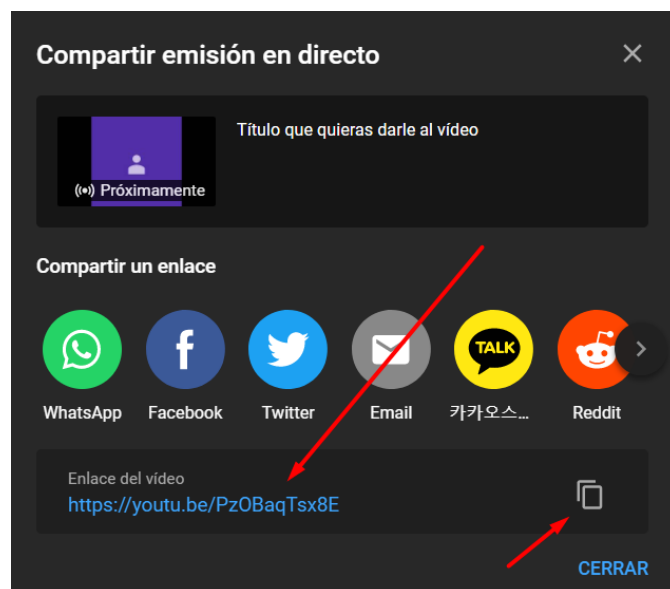 Compartir emisión en directo
Título que quieras darle al vídeo
Próximamente
Compartir un enlace
TALK
WhatsApp Facebook Twitter Email 카카오스... Reddit
Enlace del vídeo
https://youtu.be/PzOBaqTsx8E
CERRAR